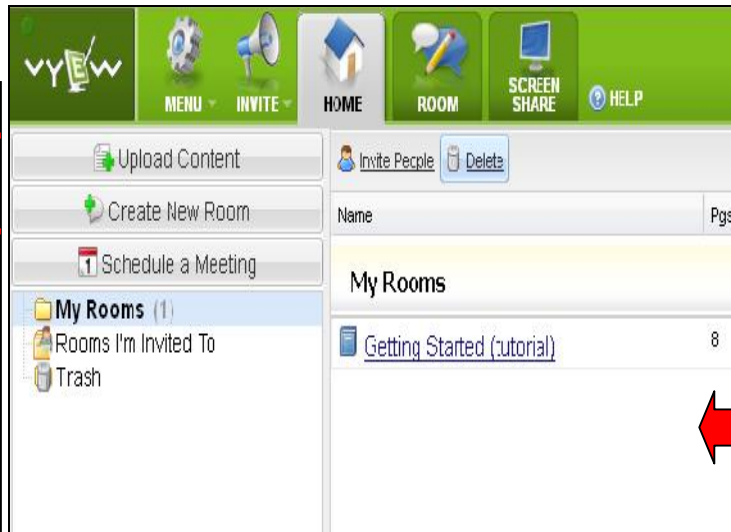 vyew
MENU INVITE HOME ROOM SCREEN SHARE HELP
Upload Content
Create New Room
1 Schedule a Meeting
My Rooms (1)
Rooms I'm Invited To
Trash
Invite People Delete
Name Pgs
My Rooms
Getting Started (tutorial) 8